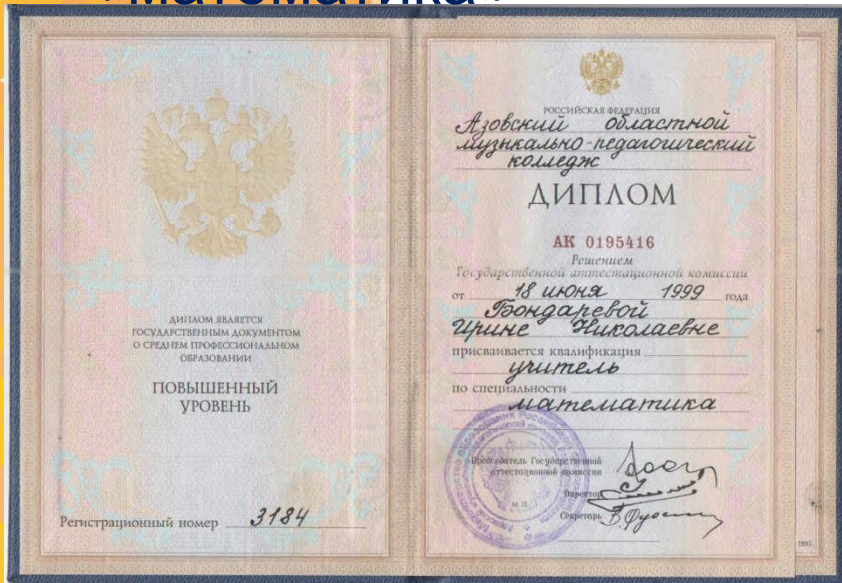 «математика»
ДИПЛОМ ЯВЛЯЕТСЯ
ГОСУДАРСТВЕННЫМ ДОКУМЕНТОМ
О СРЕДНЕМ ПРОФЕССИОНАЛЬНОМ
ОБРАЗОВАНИИ
ПОВЫШЕННЫЙ
УРОВЕНЬ
Регистрационный номер 3184
РОССИЙСКАЯ ФЕДЕРАЦИЯ
Азовский областной
музыкально-педагогический
колледж
ДИПЛОМ
АК 0195416
Решением
Государственной аттестационной комиссии
от 18 июня 1999 года
Бондаревой
Ирине Николаевне
присваивается квалификация
учитель
по специальности
математика
Председатель Государственной
аттестационной комиссии
Директор
М.П.
Секретарь